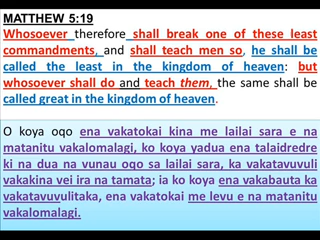 MATTHEW 5:19
Whosoever therefore shall break one of these least
commandments, and shall teach men so, he shall be
called the least in the kingdom of heaven: but
whosoever shall do and teach them, the same shall be
called great in the kingdom of heaven.
O koya oqo ena vakatokai kina me lailai sara e na
matanitu vakalomalagi, ko koya yadua ena talaidredre
ki na dua na vunau oqo sa lailai sara, ka vakatavuvuli
vakakina vei ira na tamata; ia ko koya ena vakabauta ka
vakatavuvulitaka, ena vakatokai me levu e na matanitu
vakalomalagi.